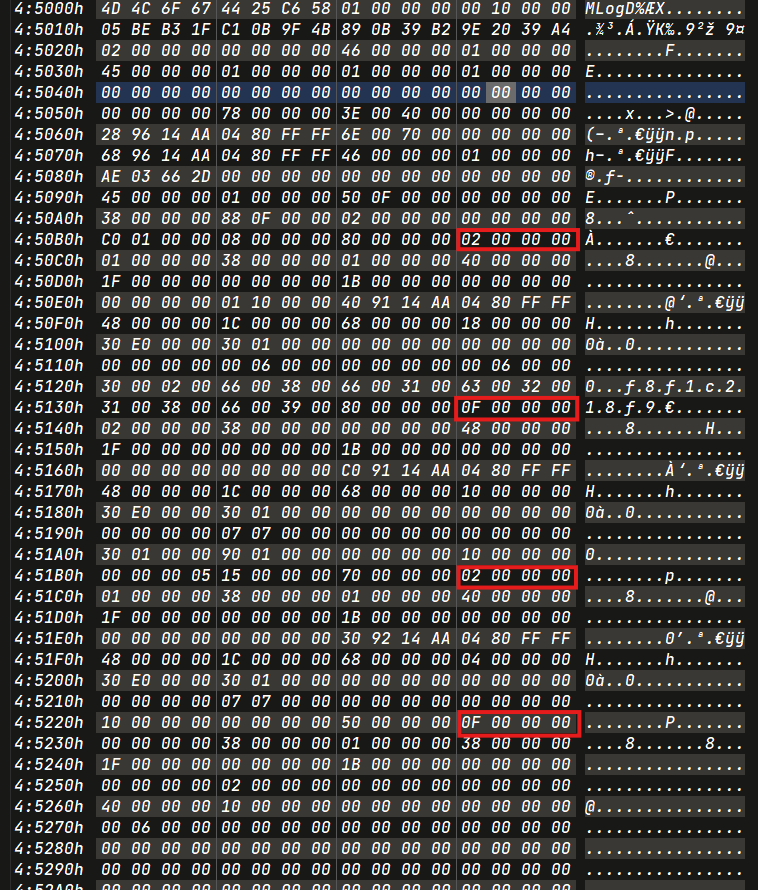 4:5000h 4D 4C 6F 67 44 25 C6 58 01 00 00 00 00 10 00 00 MLogD%ÆX........
4:5010h 05 BE B3 1F C1 0B 9F 4B 89 0B 39 B2 9E 20 39 A4 .¾³.Á.ŸK‰.9²ž 9¤
4:5020h 02 00 00 00 00 00 00 00 46 00 00 00 01 00 00 00 ........F.......
4:5030h 45 00 00 00 01 00 00 00 01 00 00 00 01 00 00 00 E...............
4:5040h 00 00 00 00 00 00 00 00 00 00 00 00 00 00 00 00 ................
4:5050h 00 00 00 00 78 00 00 00 3E 00 40 00 00 00 00 00 ....x...>.@.....
4:5060h 28 96 14 AA 04 80 FF FF 6E 00 70 00 00 00 00 00 (–.ª.€ÿÿn.p.....
4:5070h 68 96 14 AA 04 80 FF FF 46 00 00 00 01 00 00 00 h–.ª.€ÿÿF.......
4:5080h AE 03 66 2D 00 00 00 00 00 00 00 00 00 00 00 00 ®.f-............
4:5090h 45 00 00 00 01 00 00 00 50 0F 00 00 00 00 00 00 E.......P.......
4:50A0h 38 00 00 00 88 0F 00 00 02 00 00 00 00 00 00 00 8...ˆ...........
4:50B0h C0 01 00 00 08 00 00 00 80 00 00 00 02 00 00 00 À.......€.......
4:50C0h 01 00 00 00 38 00 00 00 01 00 00 00 40 00 00 00 ....8.......@...
4:50D0h 1F 00 00 00 00 00 00 00 1B 00 00 00 00 00 00 00 ................
4:50E0h 00 00 00 00 01 10 00 00 40 91 14 AA 04 80 FF FF ........@‘.ª.€ÿÿ
4:50F0h 48 00 00 00 1C 00 00 00 68 00 00 00 18 00 00 00 H.......h.......
4:5100h 30 E0 00 00 30 01 00 00 00 00 00 00 00 00 00 00 0à..0...........
4:5110h 00 00 00 00 00 06 00 00 00 00 00 00 00 06 00 00 ................
4:5120h 30 00 02 00 66 00 38 00 66 00 31 00 63 00 32 00 0...f.8.f.1.c.2.
4:5130h 31 00 38 00 66 00 39 00 80 00 00 00 0F 00 00 00 1.8.f.9.€.......
4:5140h 02 00 00 00 38 00 00 00 00 00 00 00 48 00 00 00 ....8.......H...
4:5150h 1F 00 00 00 00 00 00 00 1B 00 00 00 00 00 00 00 ................
4:5160h 00 00 00 00 00 00 00 00 C0 91 14 AA 04 80 FF FF ........À‘.ª.€ÿÿ
4:5170h 48 00 00 00 1C 00 00 00 68 00 00 00 10 00 00 00 H.......h.......
4:5180h 30 E0 00 00 30 01 00 00 00 00 00 00 00 00 00 00 0à..0...........
4:5190h 00 00 00 00 07 07 00 00 00 00 00 00 00 00 00 00 ................
4:51A0h 30 01 00 00 90 01 00 00 00 00 00 00 10 00 00 00 0...............
4:51B0h 00 00 00 05 15 00 00 00 70 00 00 00 02 00 00 00 ........p.......
4:51C0h 01 00 00 00 38 00 00 00 01 00 00 00 40 00 00 00 ....8.......@...
4:51D0h 1F 00 00 00 00 00 00 00 1B 00 00 00 00 00 00 00 ................
4:51E0h 00 00 00 00 00 00 00 00 30 92 14 AA 04 80 FF FF ........0’.ª.€ÿÿ
4:51F0h 48 00 00 00 1C 00 00 00 68 00 00 00 04 00 00 00 H.......h.......
4:5200h 30 E0 00 00 30 01 00 00 00 00 00 00 00 00 00 00 0à..0...........
4:5210h 00 00 00 00 07 07 00 00 00 00 00 00 00 00 00 00 ................
4:5220h 10 00 00 00 00 00 00 00 50 00 00 00 0F 00 00 00 ........P.......
4:5230h 00 00 00 00 38 00 00 00 01 00 00 00 38 00 00 00 ....8.......8...
4:5240h 1F 00 00 00 00 00 00 00 1B 00 00 00 00 00 00 00 ................
4:5250h 00 00 00 00 02 00 00 00 00 00 00 00 00 00 00 00 ................
4:5260h 40 00 00 00 10 00 00 00 00 00 00 00 00 00 00 00 @...............
4:5270h 00 06 00 00 00 00 00 00 00 00 00 00 00 00 00 00 ................
4:5280h 00 00 00 00 00 00 00 00 00 00 00 00 00 00 00 00 ................
4:5290h 00 00 00 00 00 00 00 00 00 00 00 00 00 00 00 00 ................
4:52A0h 00 00 00 00 00 00 00 00 00 00 00 00 00 00 00 00